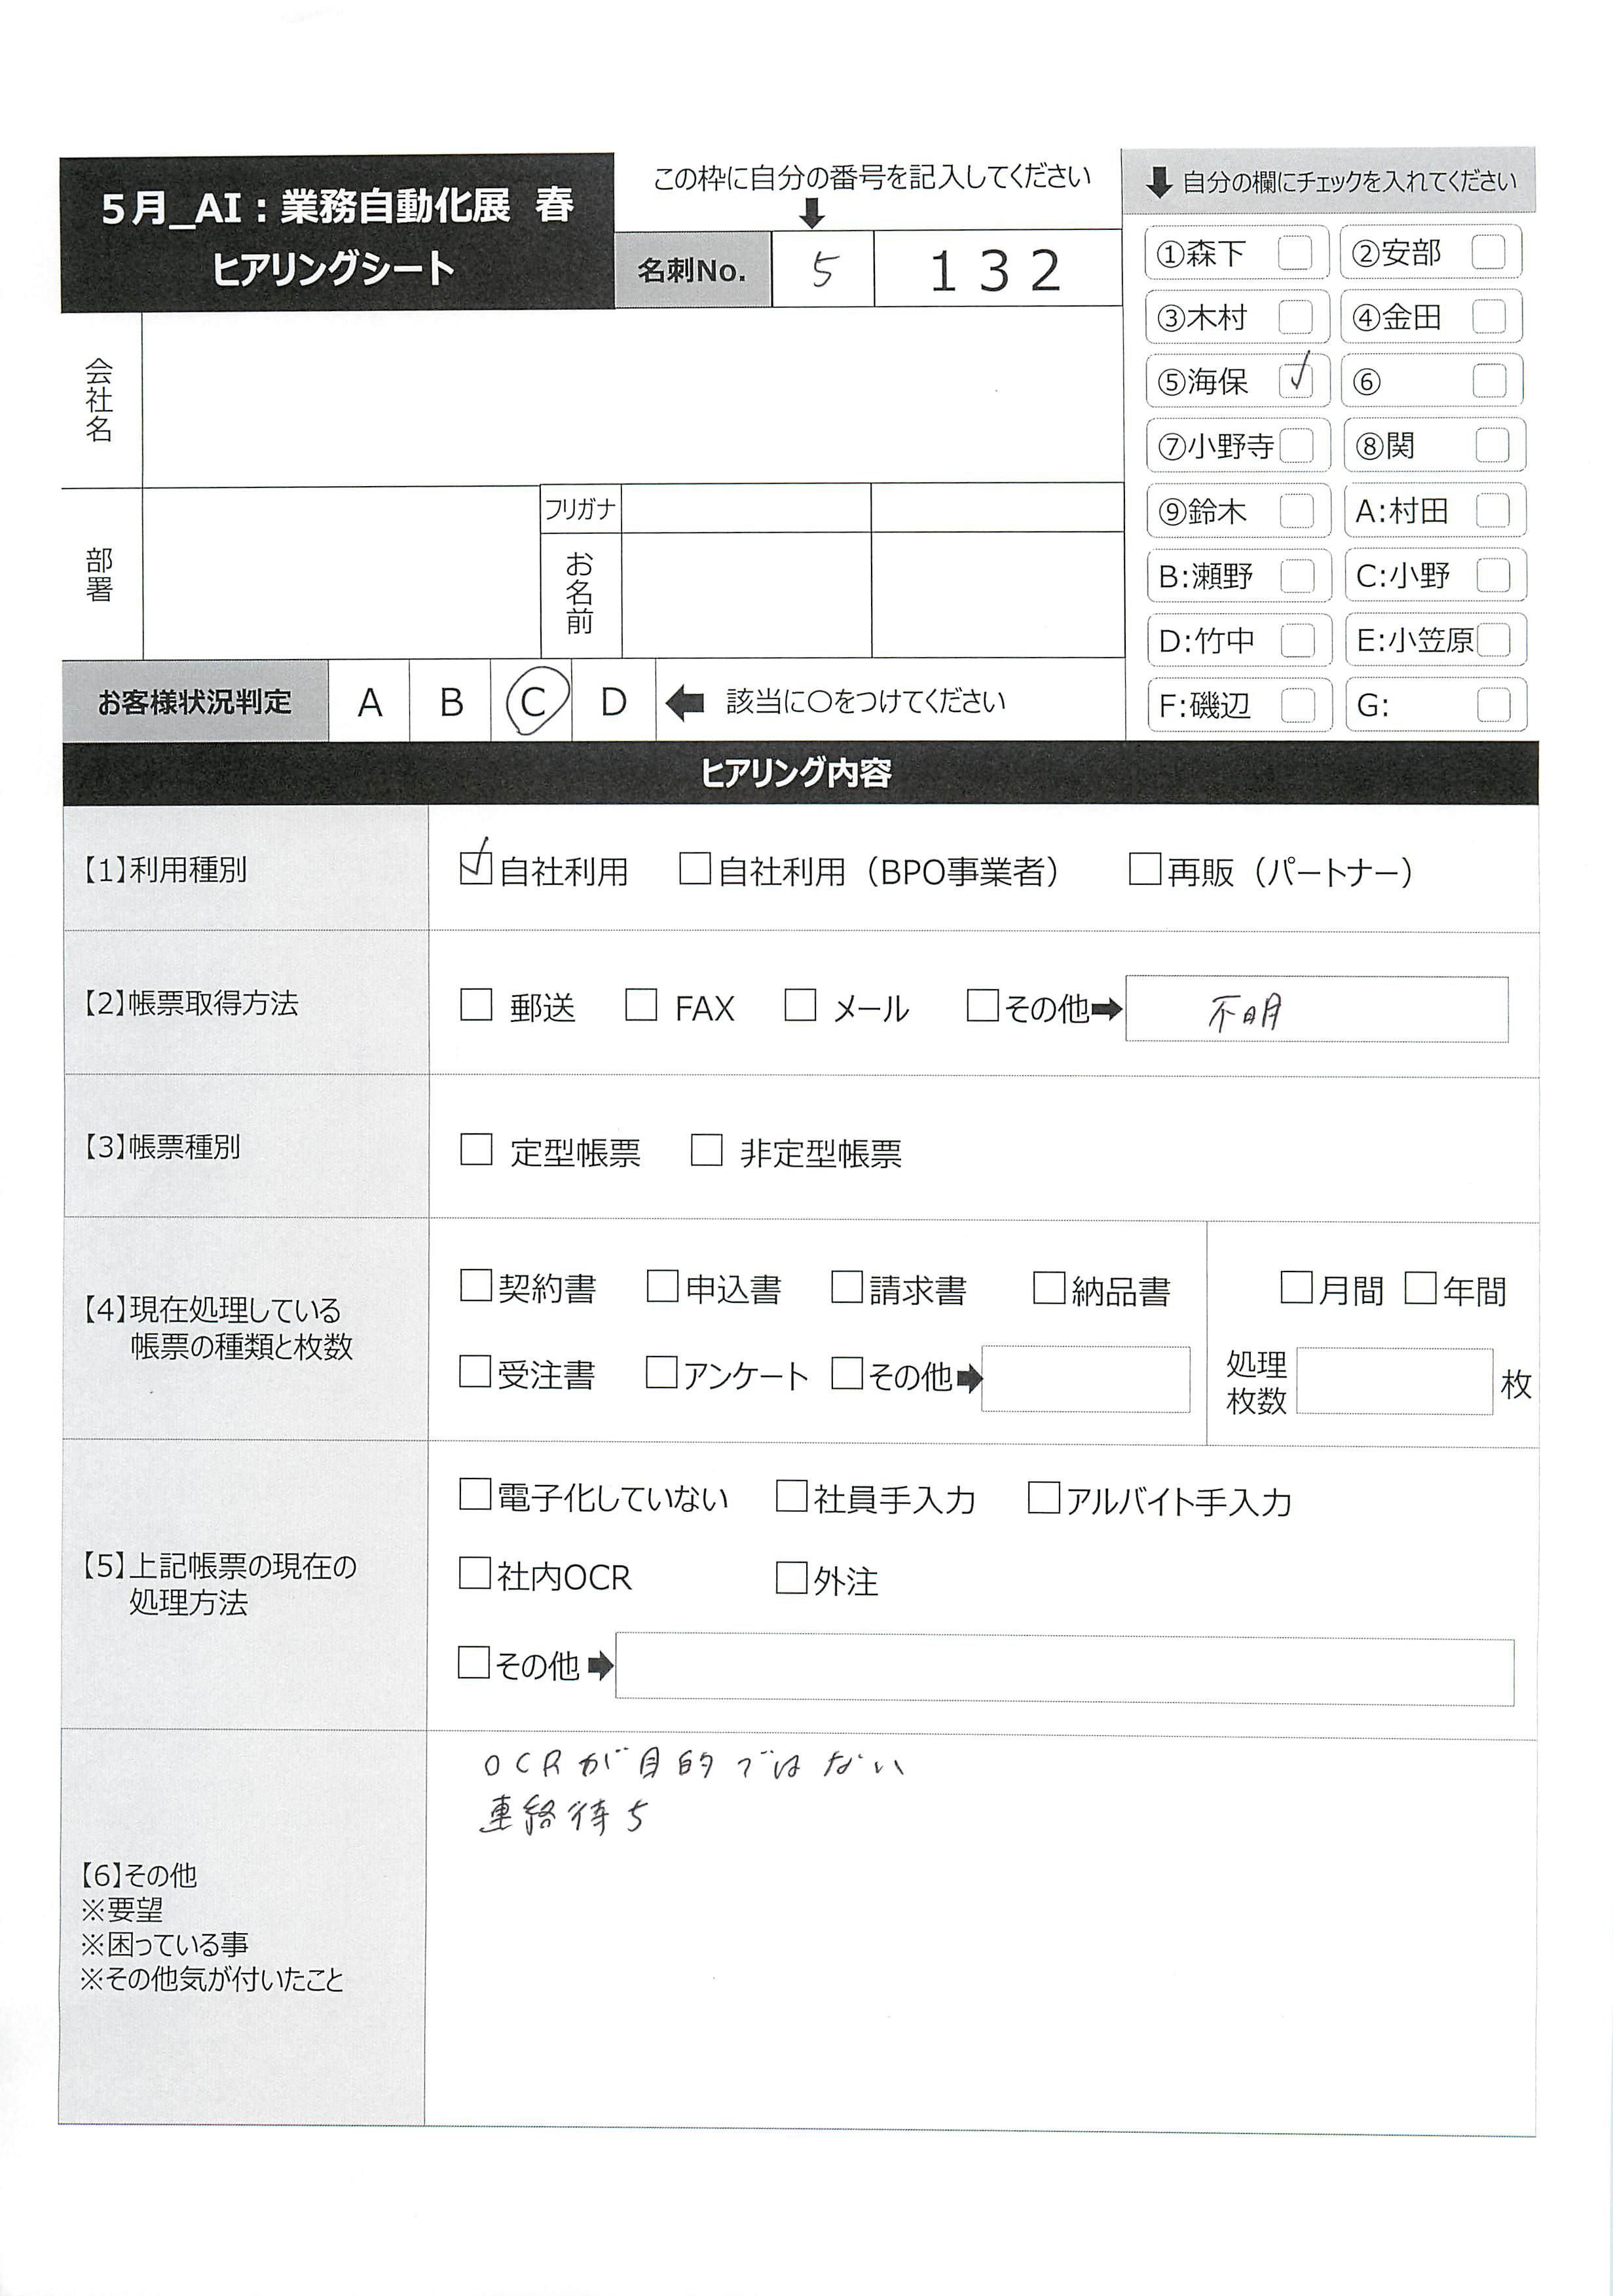 5月_AI：業務自動化展 春
ヒアリングシート
この枠に自分の番号を記入してください
名刺No. 5 132
自分の欄にチェックを入れてください
①森下 ②安部
③木村 ④金田
⑤海保 ⑥
⑦小野寺 ⑧関
⑨鈴木 A:村田
B:瀬野 C:小野
D:竹中 E:小笠原
F:磯辺 G:
会社名
部署
フリガナ
お名前
お客様状況判定 A B C D 該当に○をつけてください
ヒアリング内容
【1】利用種別
自社利用 自社利用（BPO事業者） 再販（パートナー）
【2】帳票取得方法
郵送 FAX メール その他 不明
【3】帳票種別
定型帳票 非定型帳票
【4】現在処理している
帳票の種類と枚数
契約書 申込書 請求書 納品書
受注書 アンケート その他
月間 年間
処理
枚数 枚
【5】上記帳票の現在の
処理方法
電子化していない 社員手入力 アルバイト手入力
社内OCR 外注
その他
【6】その他
※要望
※困っている事
※その他気が付いたこと
OCRが目的ではない
連絡待ち